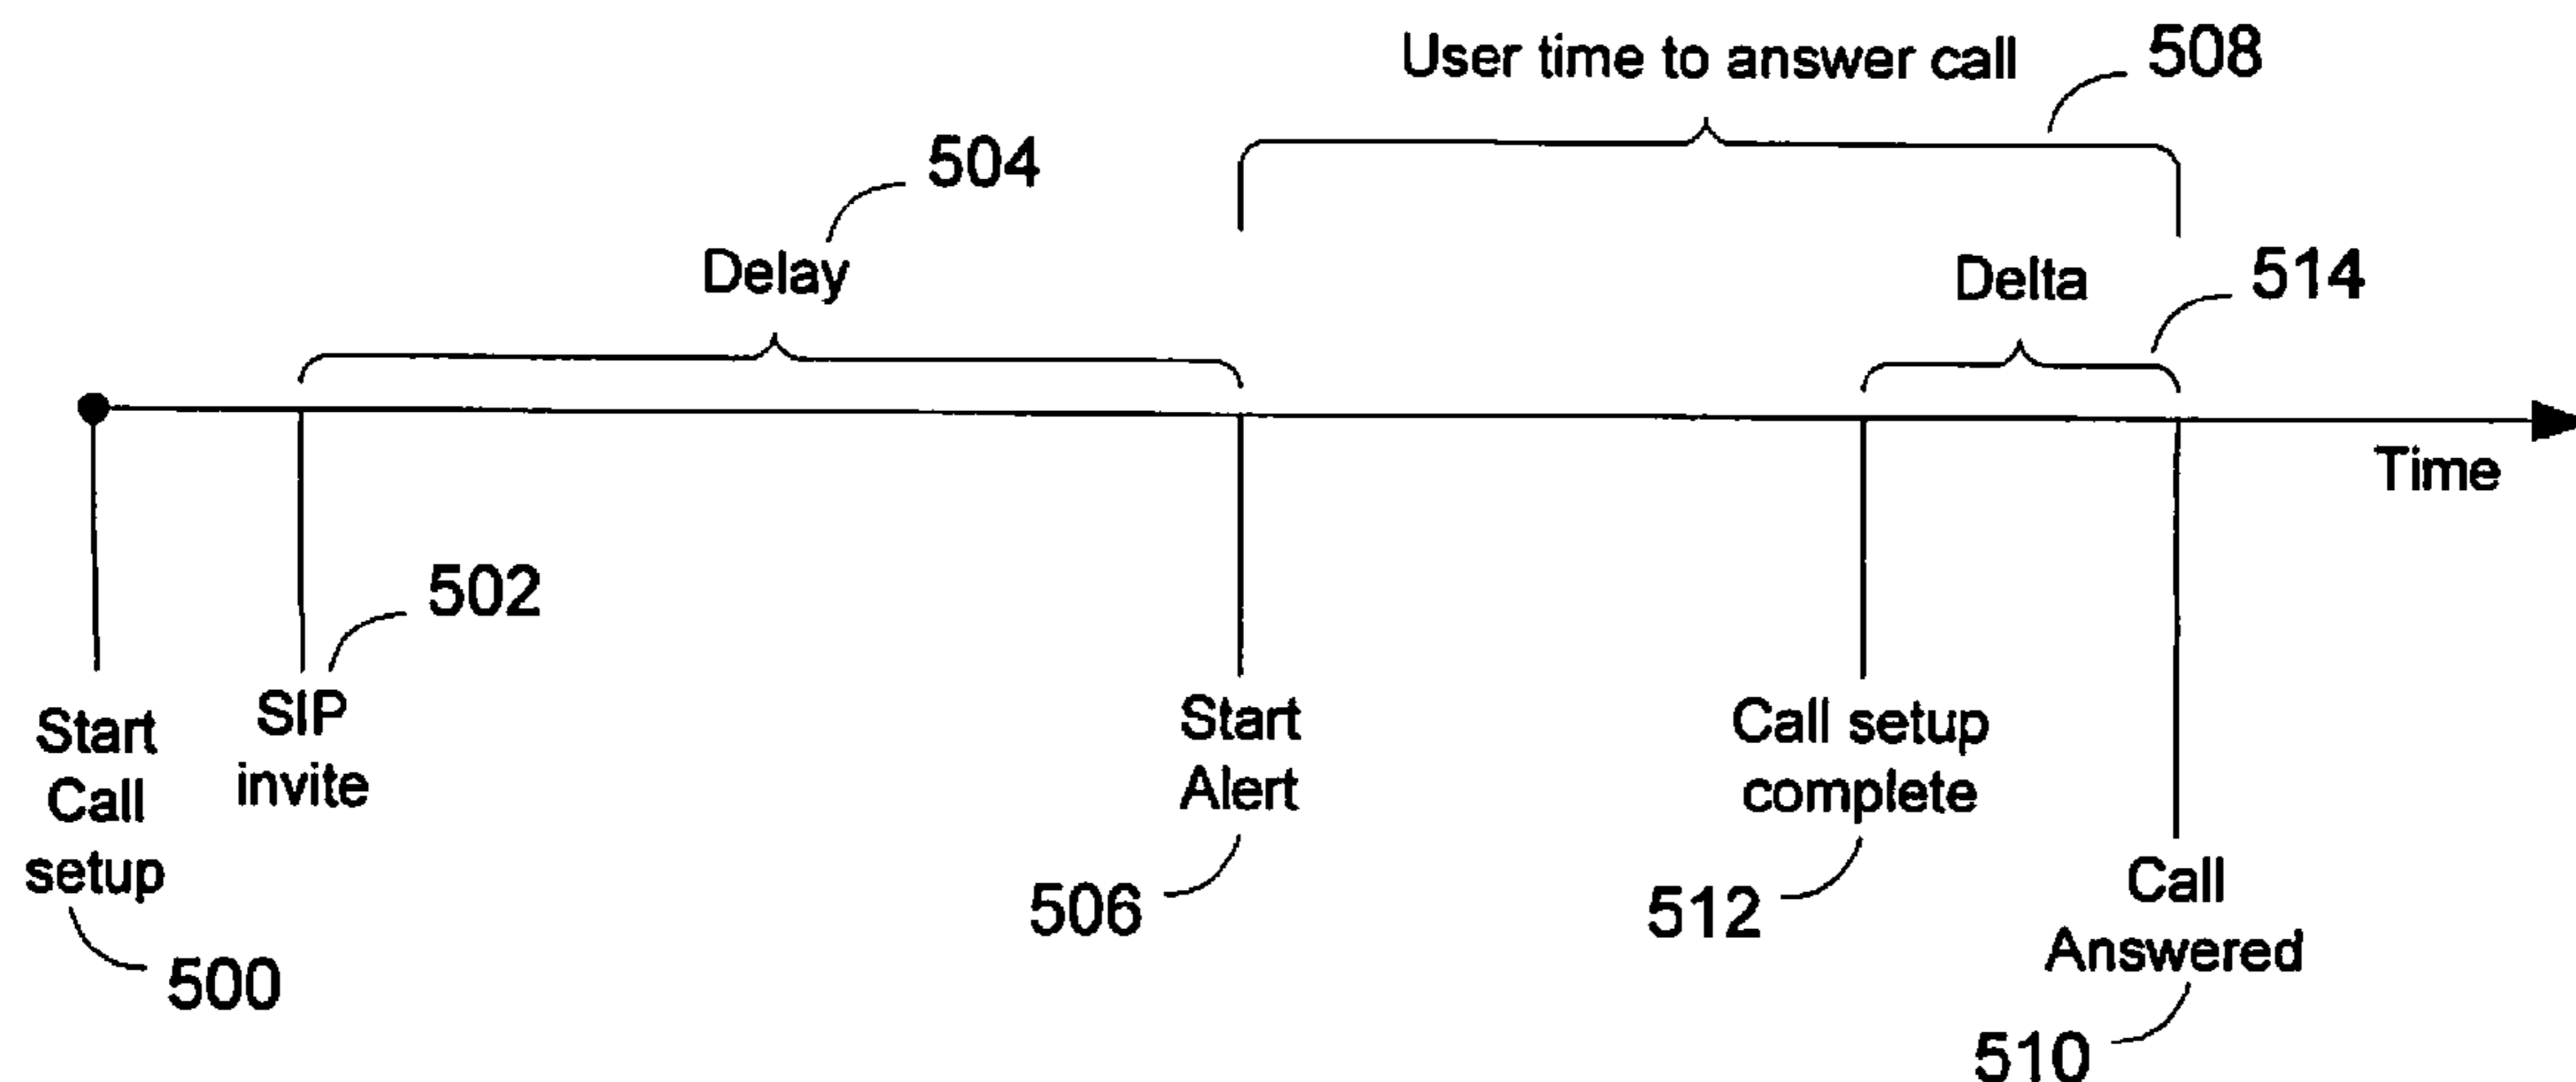 User time to answer call
508
504
Delay
Delta
514
Time
502
SIP
invite
Start
Call
setup
500
Start
Alert
506
Call setup
complete
512
Call
Answered
510